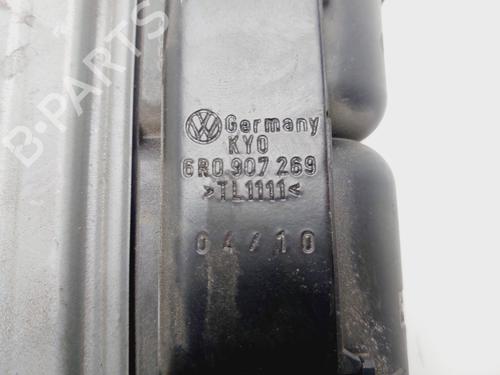 Germany
KYO
6R0 907 269
>TL1111<
04/10
B-PARTS